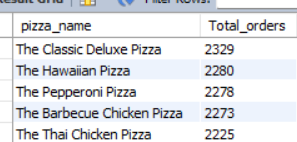 Result Grid Filter Rows:
pizza_name Total_orders
The Classic Deluxe Pizza 2329
The Hawaiian Pizza 2280
The Pepperoni Pizza 2278
The Barbecue Chicken Pizza 2273
The Thai Chicken Pizza 2225